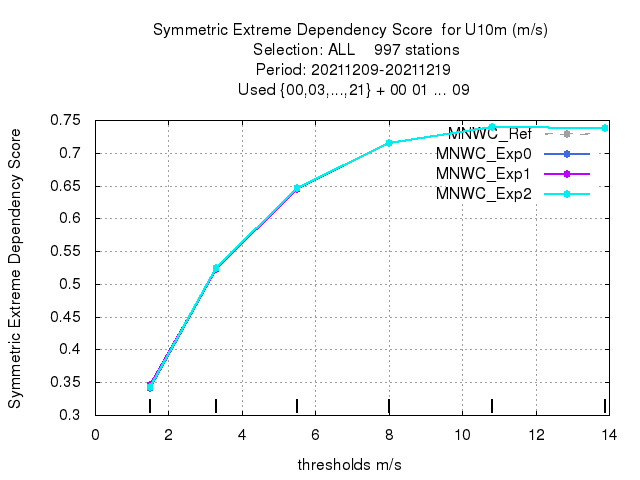 Symmetric Extreme Dependency Score for U10m (m/s)
Selection: ALL 997 stations
Period: 20211209-20211219
Used {00,03,...,21} + 00 01 ... 09
Symmetric Extreme Dependency Score
0.75
0.7
0.65
0.6
0.55
0.5
0.45
0.4
0.35
0.3
MNWC_Ref
MNWC_Exp0
MNWC_Exp1
MNWC_Exp2
0 2 4 6 8 10 12 14
thresholds m/s